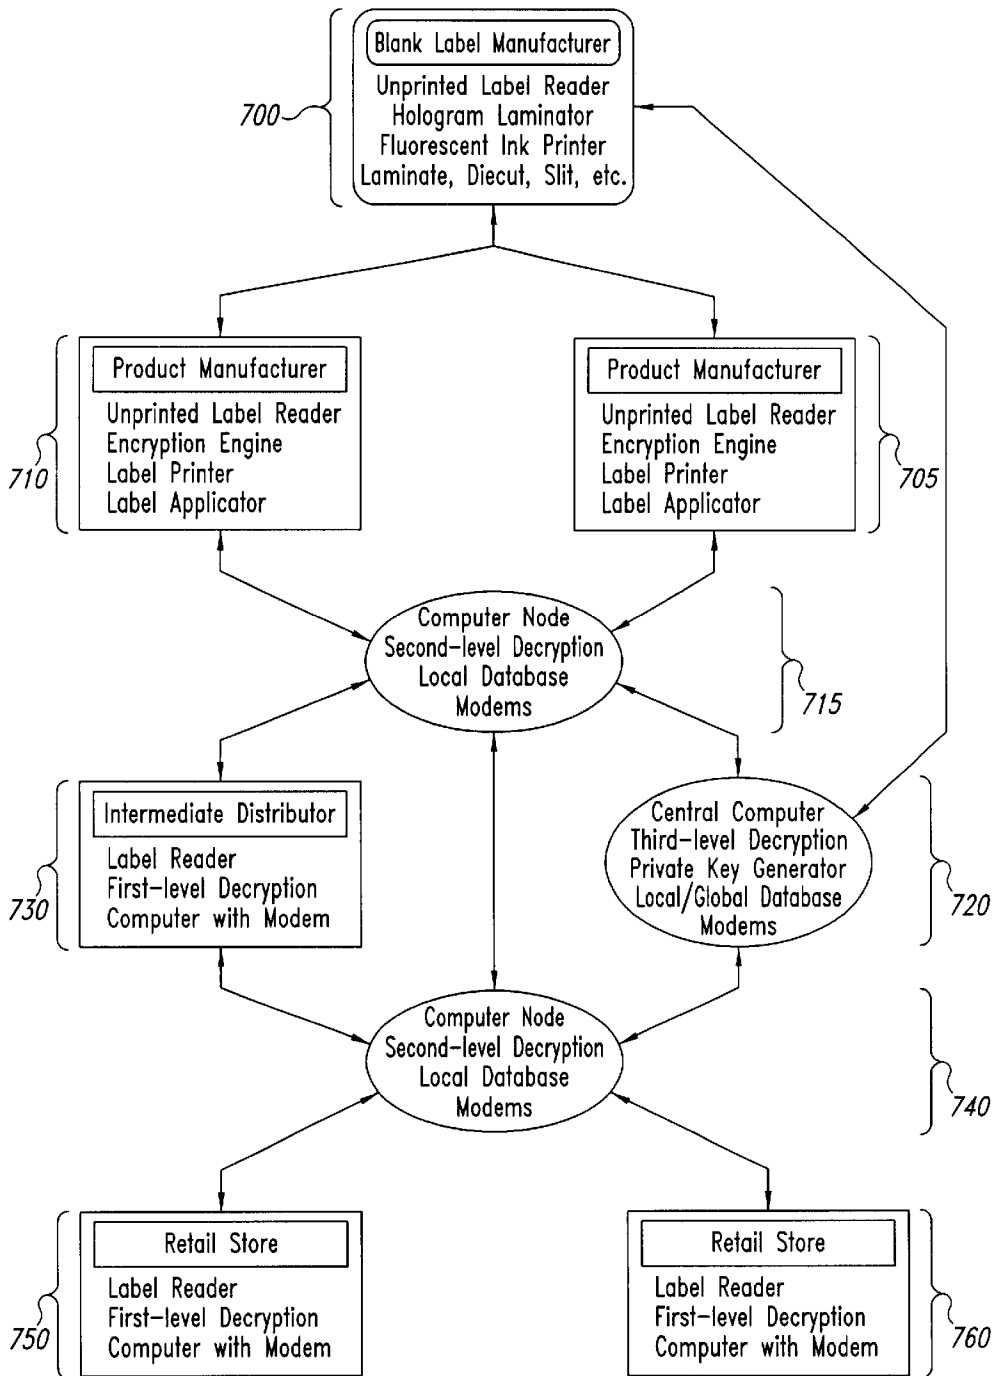 Blank Label Manufacturer
Unprinted Label Reader
Hologram Laminator
Fluorescent Ink Printer
Laminate, Diecut, Slit, etc.
700
Product Manufacturer
Unprinted Label Reader
Encryption Engine
Label Printer
Label Applicator
710
Product Manufacturer
Unprinted Label Reader
Encryption Engine
Label Printer
Label Applicator
705
Computer Node
Second-level Decryption
Local Database
Modems
715
Intermediate Distributor
Label Reader
First-level Decryption
Computer with Modem
730
Central Computer
Third-level Decryption
Private Key Generator
Local/Global Database
Modems
720
Computer Node
Second-level Decryption
Local Database
Modems
740
Retail Store
Label Reader
First-level Decryption
Computer with Modem
750
Retail Store
Label Reader
First-level Decryption
Computer with Modem
760